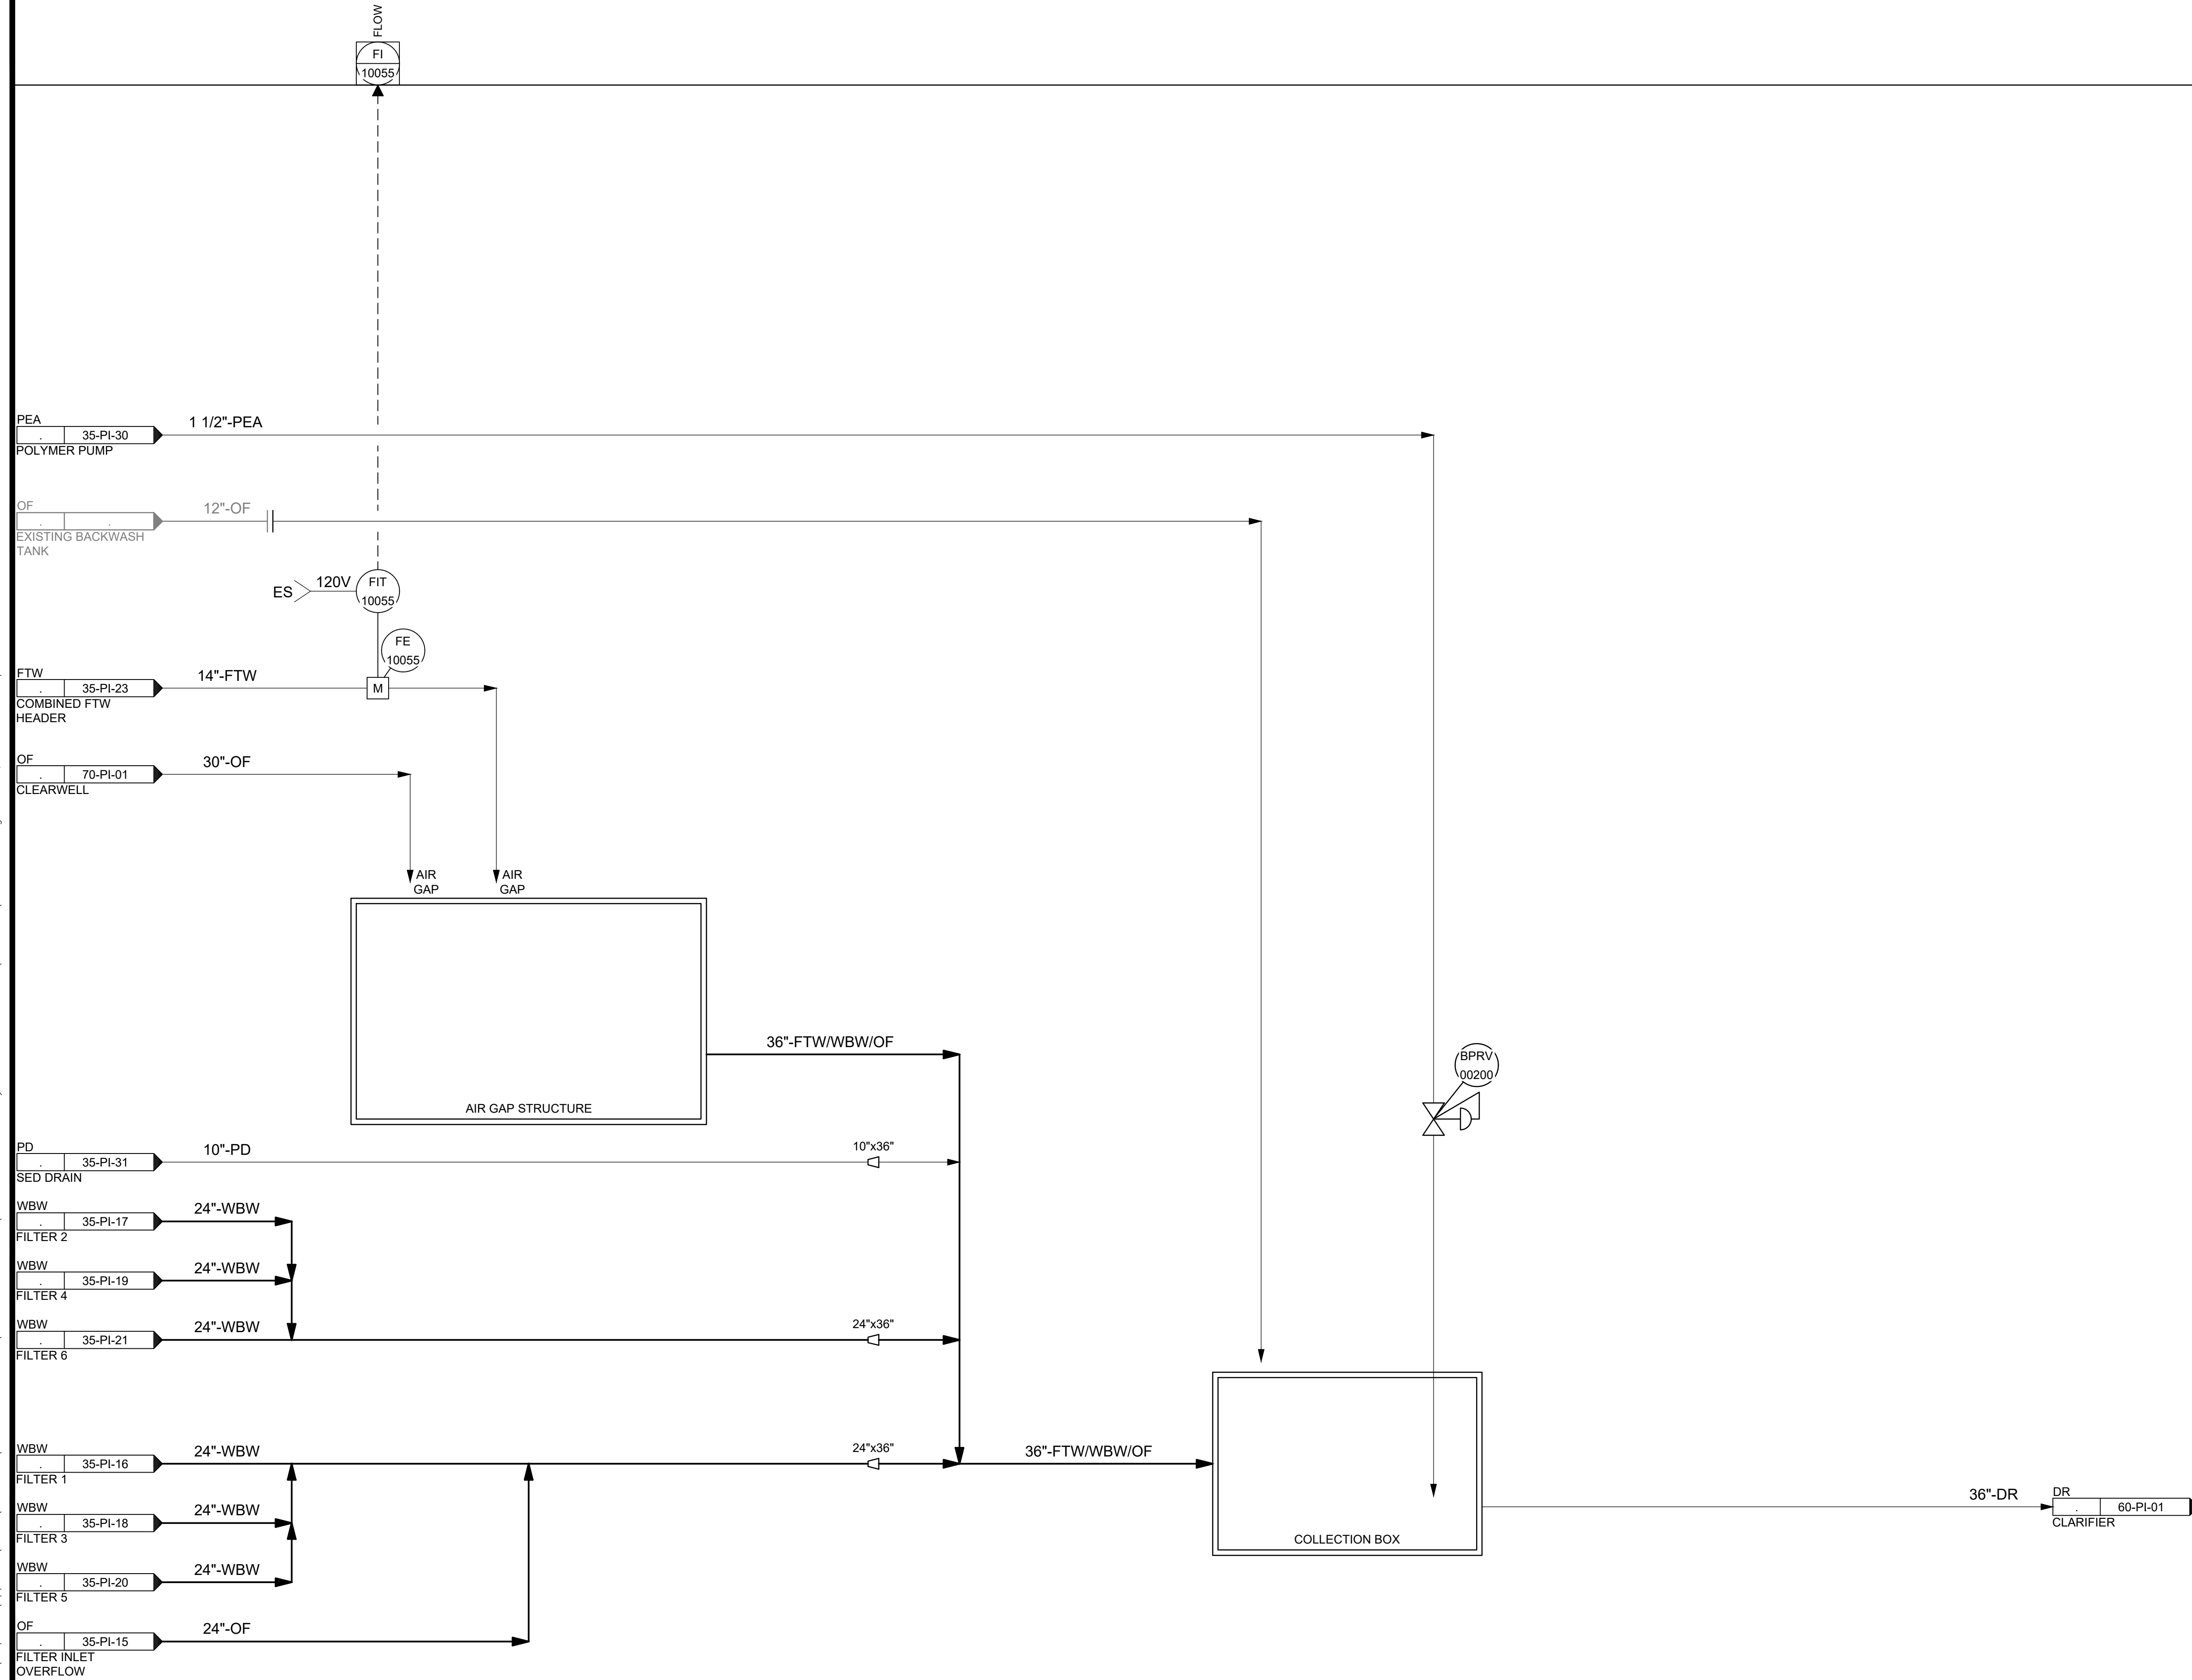 FLOW
FI
10055
PEA
1 1/2"-PEA
. 35-PI-30
POLYMER PUMP
OF
12"-OF
. .
EXISTING BACKWASH
TANK
ES 120V
FIT
10055
FE
10055
FTW
14"-FTW
. 35-PI-23
M
COMBINED FTW
HEADER
OF
30"-OF
. 70-PI-01
CLEARWELL
AIR
GAP
AIR
GAP
36"-FTW/WBW/OF
BPRV
00200
AIR GAP STRUCTURE
PD
10"-PD
10"x36"
. 35-PI-31
SED DRAIN
WBW
24"-WBW
. 35-PI-17
FILTER 2
WBW
24"-WBW
. 35-PI-19
FILTER 4
WBW
24"-WBW
24"x36"
. 35-PI-21
FILTER 6
WBW
24"-WBW
24"x36"
36"-FTW/WBW/OF
. 35-PI-16
FILTER 1
WBW
24"-WBW
. 35-PI-18
FILTER 3
36"-DR
DR
. 60-PI-01
CLARIFIER
COLLECTION BOX
WBW
24"-WBW
. 35-PI-20
FILTER 5
OF
24"-OF
. 35-PI-15
FILTER INLET
OVERFLOW